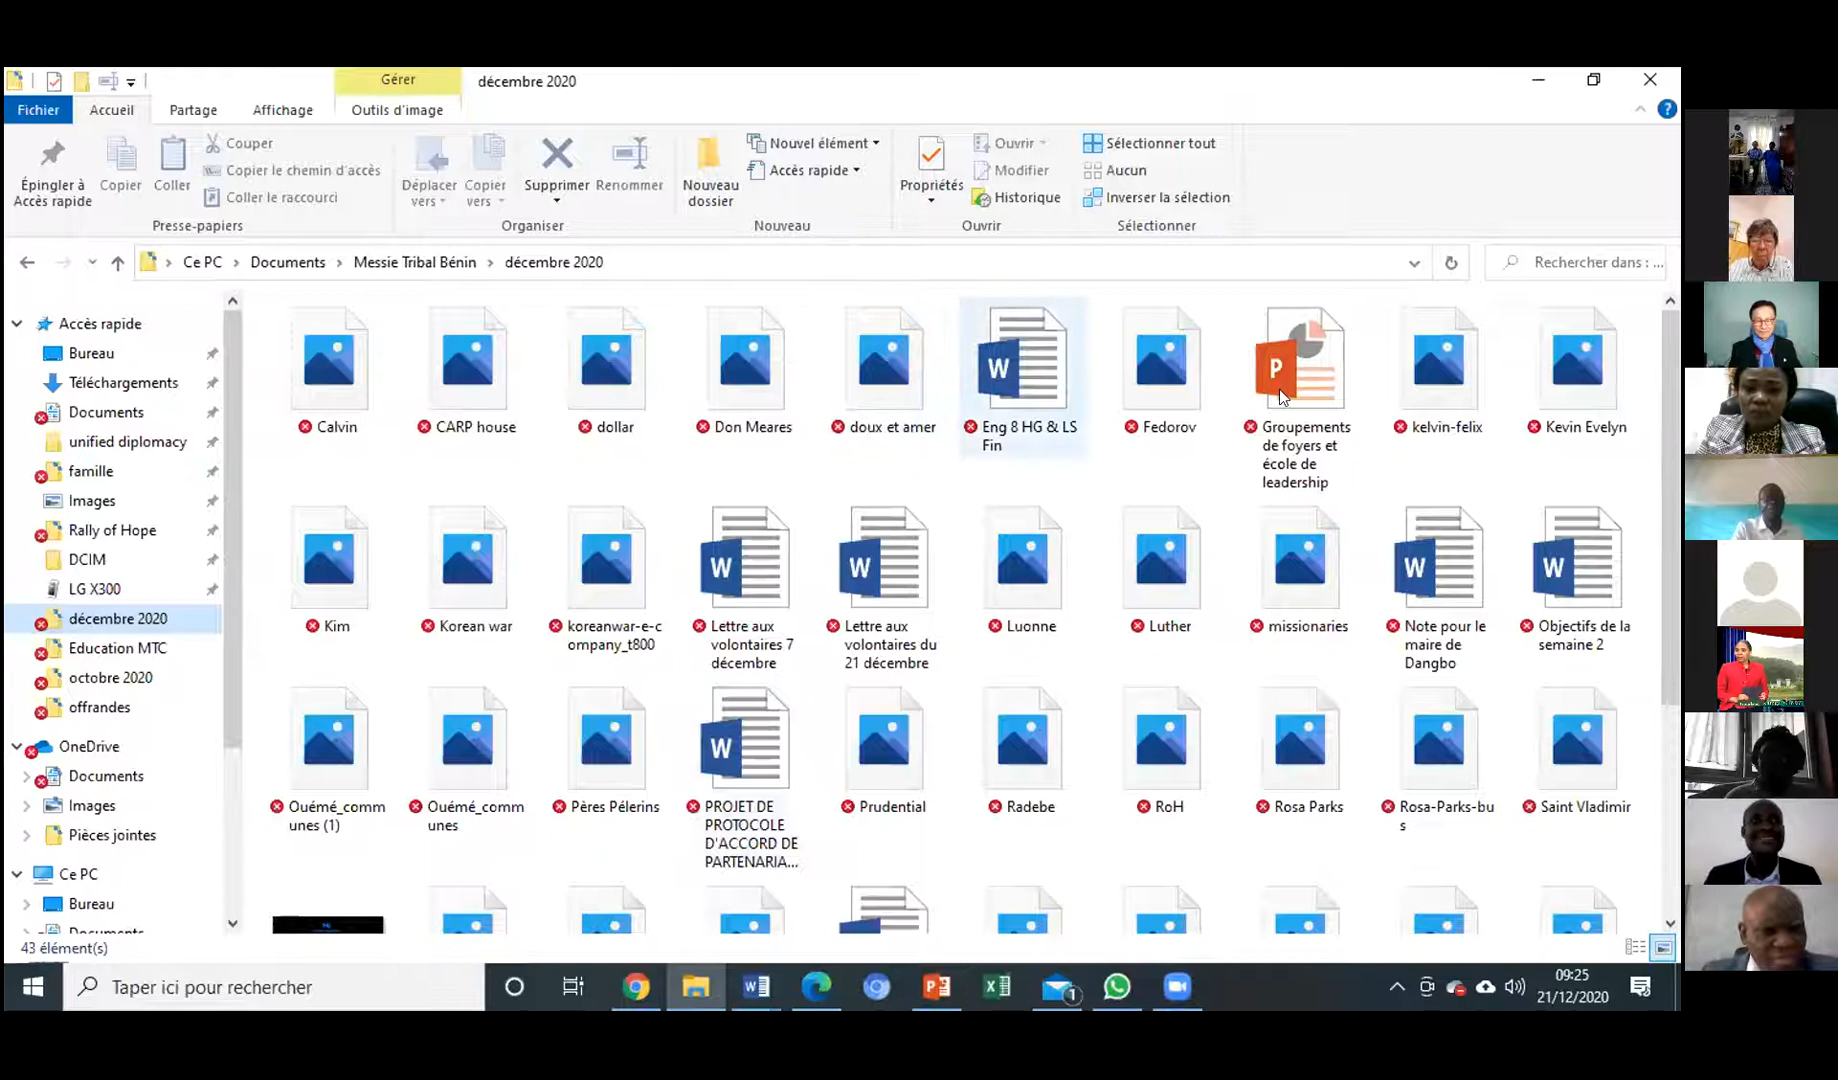 Gérer
décembre 2020
Fichier
Accueil
Partage
Affichage
Outils d'image
Épingler à
Accès rapide
Copier
Coller
Couper
Copier le chemin d'accès
Coller le raccourci
Presse-papiers
Déplacer
vers
Copier
vers
Supprimer
Renommer
Organiser
Nouveau
dossier
Nouvel élément
Accès rapide
Nouveau
Propriétés
Ouvrir
Modifier
Historique
Ouvrir
Sélectionner tout
Aucun
Inverser la sélection
Sélectionner
Ce PC
Documents
Messie Tribal Bénin
décembre 2020
Rechercher dans : ...
Accès rapide
Bureau
Téléchargements
Documents
unified diplomacy
famille
Images
Rally of Hope
DCIM
LG X300
décembre 2020
Education MTC
octobre 2020
offrandes
OneDrive
Documents
Images
Pièces jointes
Ce PC
Bureau
Documents
Calvin
CARP house
dollar
Don Meares
doux et amer
Eng 8 HG & LS
Fin
Fedorov
Groupements
de foyers et
école de
leadership
kelvin-felix
Kevin Evelyn
Kim
Korean war
koreanwar-e-c
ompany_t800
Lettre aux
volontaires 7
décembre
Lettre aux
volontaires du
21 décembre
Luonne
Luther
missionaries
Note pour le
maire de
Dangbo
Objectifs de la
semaine 2
Ouémé_comm
unes (1)
Ouémé_comm
unes
Pères Pélerins
PROJET DE
PROTOCOLE
D'ACCORD DE
PARTENARIA...
Prudential
Radebe
RoH
Rosa Parks
Rosa-Parks-bu
s
Saint Vladimir
43 élément(s)
Taper ici pour rechercher
1
09:25
21/12/2020